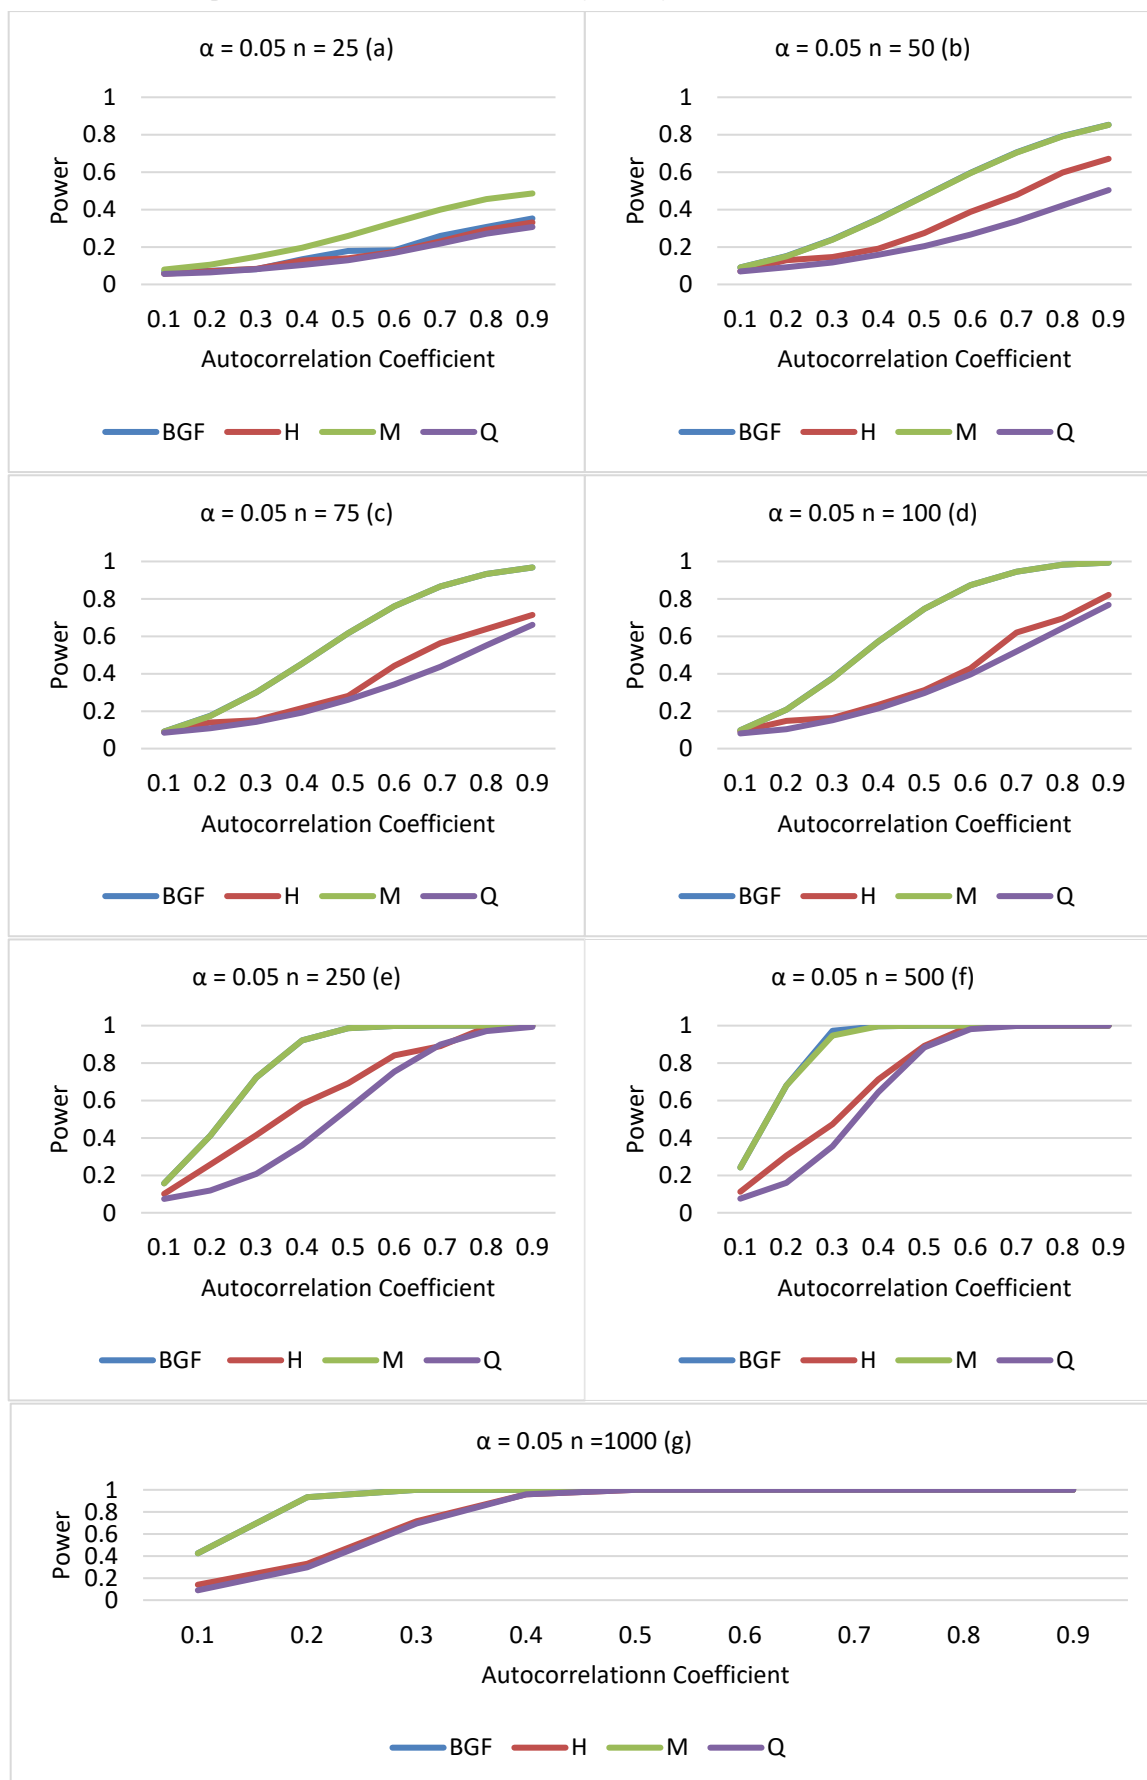 α = 0.05 n = 25 (a)
1
0.8
0.6
0.4
0.2
0
Power
0.1 0.2 0.3 0.4 0.5 0.6 0.7 0.8 0.9
Autocorrelation Coefficient
BGF H M Q
α = 0.05 n = 50 (b)
1
0.8
0.6
0.4
0.2
0
Power
0.1 0.2 0.3 0.4 0.5 0.6 0.7 0.8 0.9
Autocorrelation Coefficient
BGF H M Q
α = 0.05 n = 75 (c)
1
0.8
0.6
0.4
0.2
0
Power
0.1 0.2 0.3 0.4 0.5 0.6 0.7 0.8 0.9
Autocorrelation Coefficient
BGF H M Q
α = 0.05 n = 100 (d)
1
0.8
0.6
0.4
0.2
0
Power
0.1 0.2 0.3 0.4 0.5 0.6 0.7 0.8 0.9
Autocorrelation Coefficient
BGF H M Q
α = 0.05 n = 250 (e)
1
0.8
0.6
0.4
0.2
0
Power
0.1 0.2 0.3 0.4 0.5 0.6 0.7 0.8 0.9
Autocorrelation Coefficient
BGF H M Q
α = 0.05 n = 500 (f)
1
0.8
0.6
0.4
0.2
0
Power
0.1 0.2 0.3 0.4 0.5 0.6 0.7 0.8 0.9
Autocorrelation Coefficient
BGF H M Q
α = 0.05 n =1000 (g)
1
0.8
0.6
0.4
0.2
0
Power
0.1 0.2 0.3 0.4 0.5 0.6 0.7 0.8 0.9
Autocorrelationn Coefficient
BGF H M Q